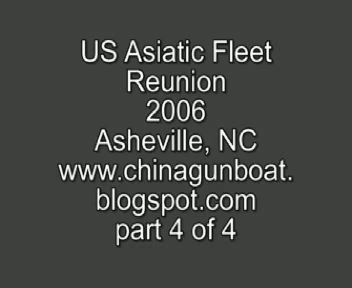 US Asiatic Fleet
Reunion
2006
Asheville, NC
www.chinagunboat.
blogspot.com
part 4 of 4